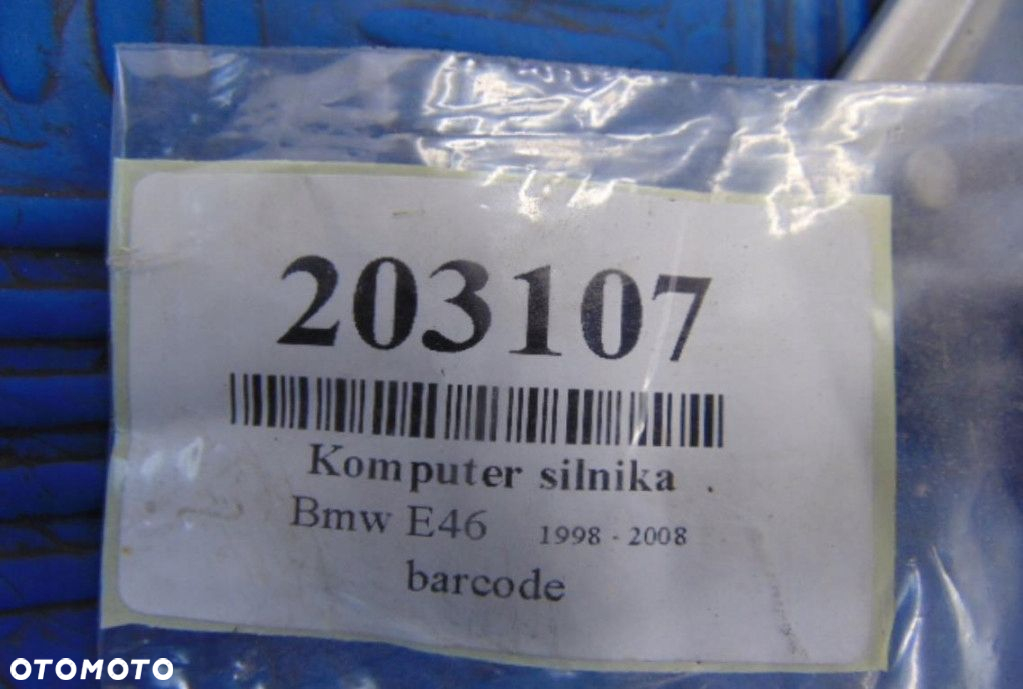 203107
Komputer silnika .
Bmw E46 1998 - 2008
barcode
OTOMOTO